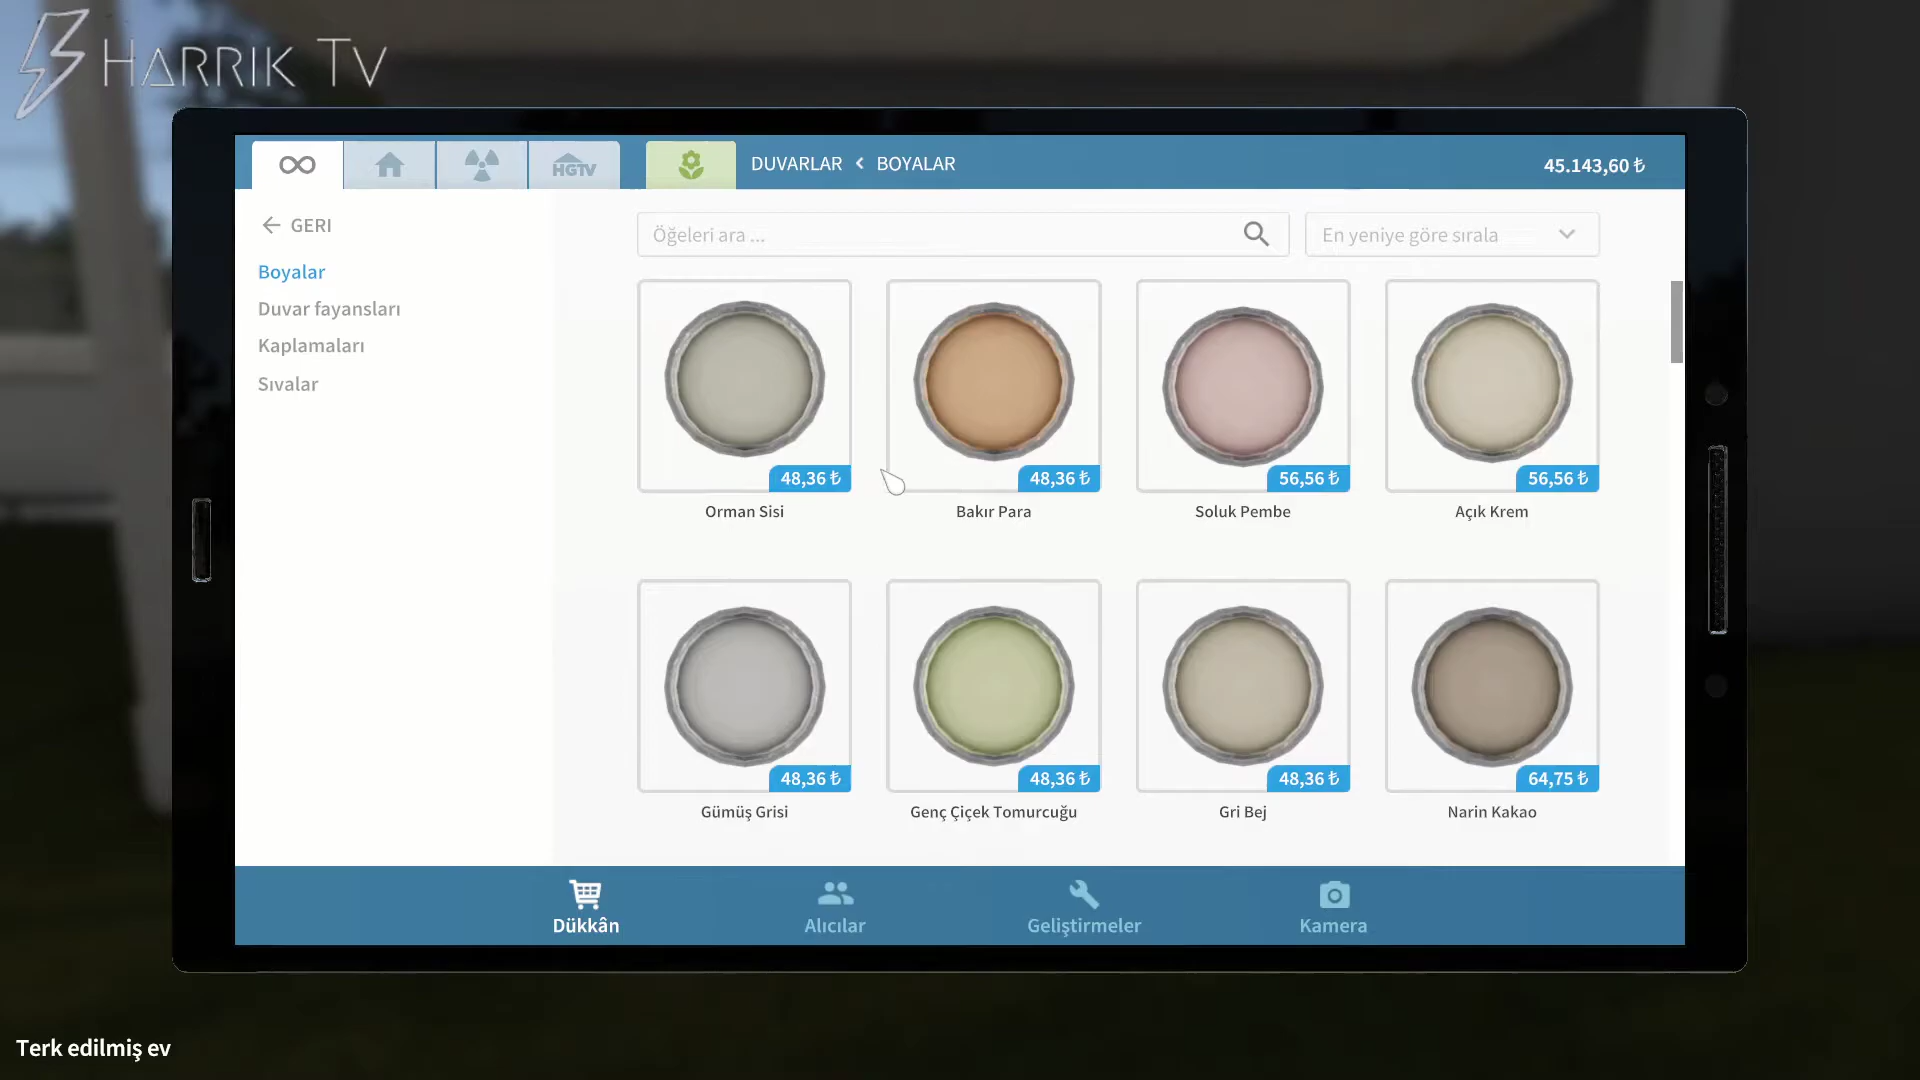 HARRIK TV
HGTV
DUVARLAR < BOYALAR
45.143,60 ₺
GERI
Öğeleri ara ...
En yeniye göre sırala
Boyalar
Duvar fayansları
Kaplamaları
Sıvalar
48,36 ₺
48,36 ₺
56,56 ₺
56,56 ₺
Orman Sisi
Bakır Para
Soluk Pembe
Açık Krem
48,36 ₺
48,36 ₺
48,36 ₺
64,75 ₺
Gümüş Grisi
Genç Çiçek Tomurcuğu
Gri Bej
Narin Kakao
Dükkân
Alıcılar
Geliştirmeler
Kamera
Terk edilmiş ev